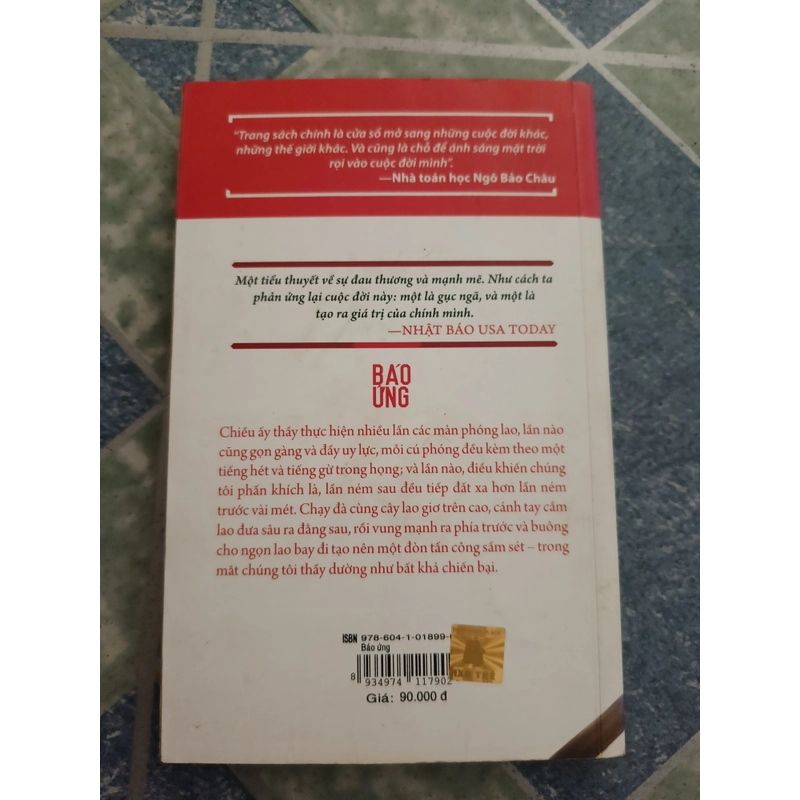 “Trang sách chính là cửa sổ mở sang những cuộc đời khác,
những thế giới khác. Và cũng là chỗ để ánh sáng mặt trời
rọi vào cuộc đời mình”.
—Nhà toán học Ngô Bảo Châu
Một tiểu thuyết về sự đau thương và mạnh mẽ. Như cách ta
phản ứng lại cuộc đời này: một là gục ngã, và một là
tạo ra giá trị của chính mình.
—NHẬT BÁO USA TODAY
BÁO
ỨNG
Chiều ấy thầy thực hiện nhiều lần các màn phóng lao, lần nào
cũng gọn gàng và đầy uy lực, mỗi cú phóng đều kèm theo một
tiếng hét và tiếng gừ trong họng; và lần nào, điều khiến chúng
tôi phấn khích là, lần ném sau đều tiếp đất xa hơn lần ném
trước vài mét. Chạy đà cùng cây lao giơ trên cao, cánh tay cầm
lao đưa sâu ra đằng sau, rồi vung mạnh ra phía trước và buông
cho ngọn lao bay đi tạo nên một đòn tấn công sấm sét – trong
mắt chúng tôi thầy dường như bất khả chiến bại.
ISBN 978-604-1-01899-
Báo ứng
8 934974 117902
Giá: 90.000 đ
NXB TRẺ